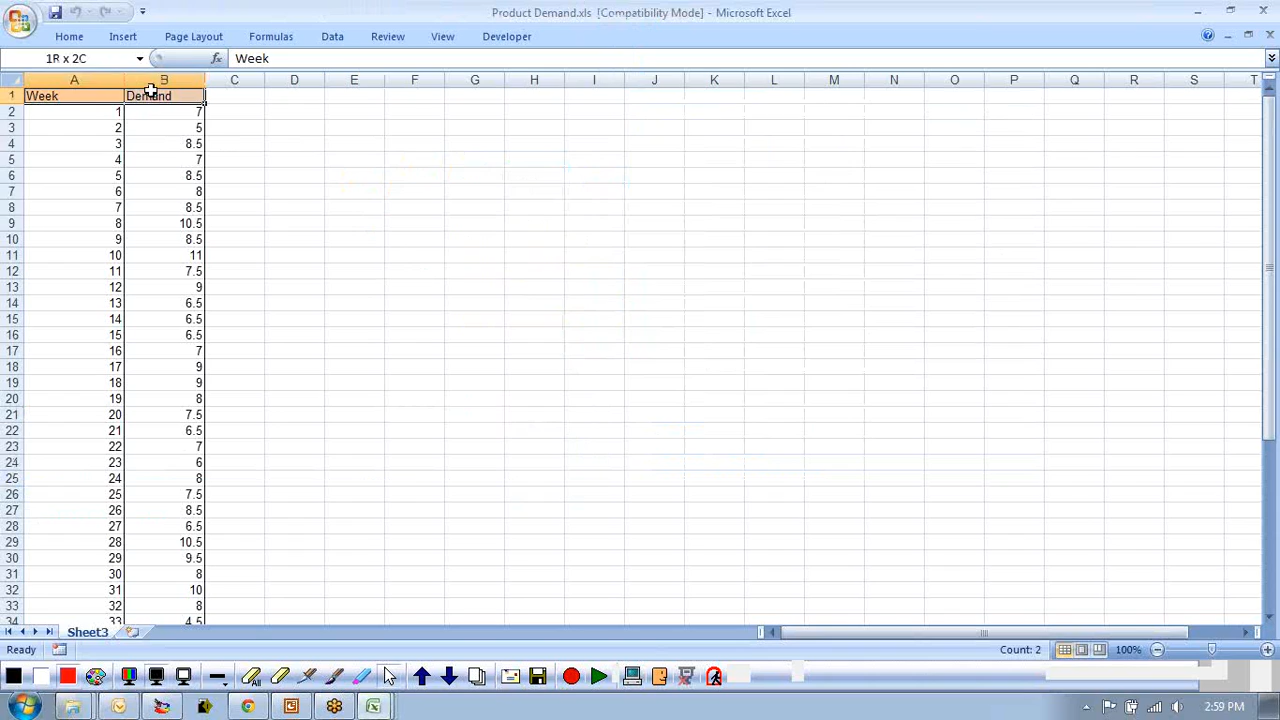 Product Demand.xls [Compatibility Mode] - Microsoft Excel
Home Insert Page Layout Formulas Data Review View Developer
1R x 2C fx Week
A B C D E F G H I J K L M N O P Q R S T
1 Week Demand
2 1 7
3 2 5
4 3 8.5
5 4 7
6 5 8.5
7 6 8
8 7 8.5
9 8 10.5
10 9 8.5
11 10 11
12 11 7.5
13 12 9
14 13 6.5
15 14 6.5
16 15 6.5
17 16 7
18 17 9
19 18 9
20 19 8
21 20 7.5
22 21 6.5
23 22 7
24 23 6
25 24 8
26 25 7.5
27 26 8.5
28 27 6.5
29 28 10.5
30 29 9.5
31 30 8
32 31 10
33 32 8
34 33 4.5
Sheet3
Ready Count: 2 100%
2:59 PM